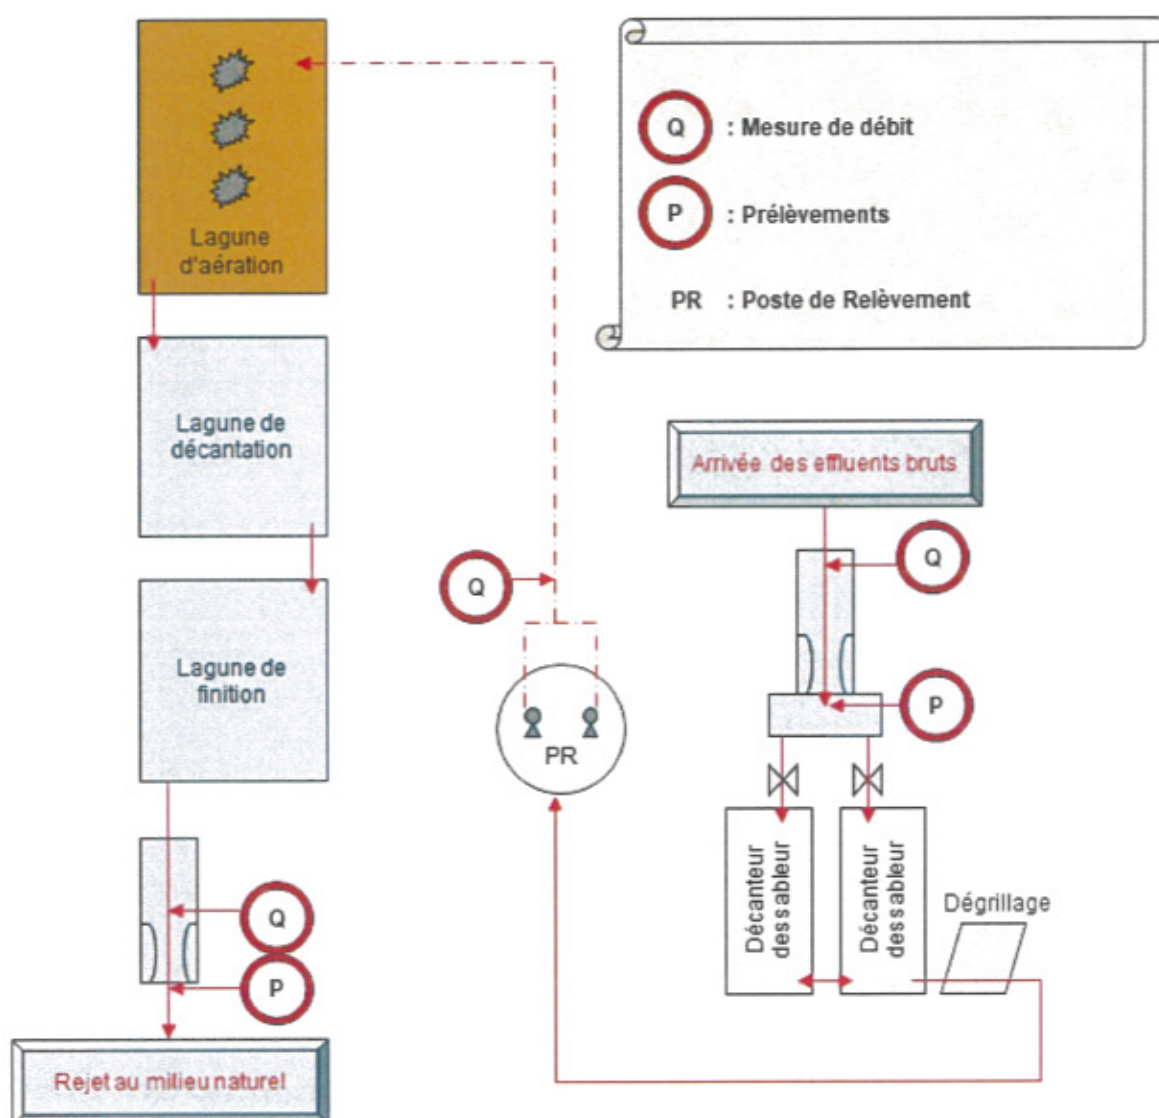 Lagune
d'aération
Lagune de
décantation
Lagune de
finition
Q
P
Rejet au milieu naturel
Q
PR
Q : Mesure de débit
P : Prélèvements
PR : Poste de Relèvement
Arrivée des effluents bruts
Q
P
Décanteur
dessableur
Décanteur
dessableur
Dégrillage